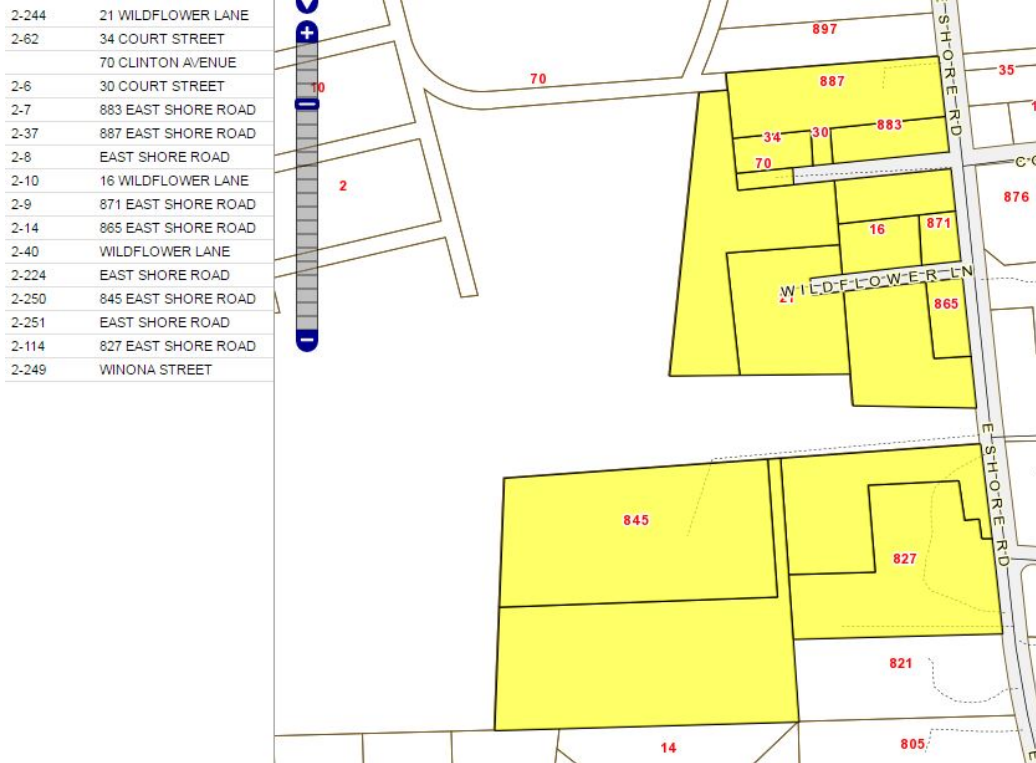 2-244 21 WILDFLOWER LANE
2-62 34 COURT STREET
70 CLINTON AVENUE
2-6 30 COURT STREET
2-7 883 EAST SHORE ROAD
2-37 887 EAST SHORE ROAD
2-8 EAST SHORE ROAD
2-10 16 WILDFLOWER LANE
2-9 871 EAST SHORE ROAD
2-14 865 EAST SHORE ROAD
2-40 WILDFLOWER LANE
2-224 EAST SHORE ROAD
2-250 845 EAST SHORE ROAD
2-251 EAST SHORE ROAD
2-114 827 EAST SHORE ROAD
2-249 WINONA STREET
897
E SHORE RD
35
70
887
10
34
30
883
70
2
876
16
871
WILDFLOWER LN
21
865
E SHORE RD
845
827
821
14
805